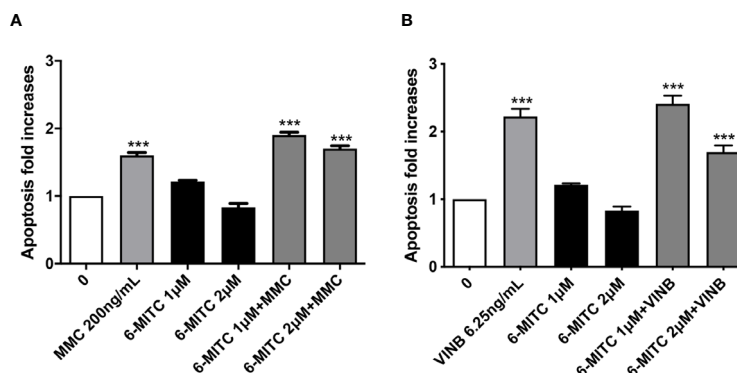 A
Apoptosis fold increases
3
2
1
0
***
***
***
0
MMC 200ng/mL
6-MITC 1µM
6-MITC 2µM
6-MITC 1µM+MMC
6-MITC 2µM+MMC
B
Apoptosis fold increases
3
2
1
0
***
***
***
0
VINB 6.25ng/mL
6-MITC 1µM
6-MITC 2µM
6-MITC 1µM+VINB
6-MITC 2µM+VINB